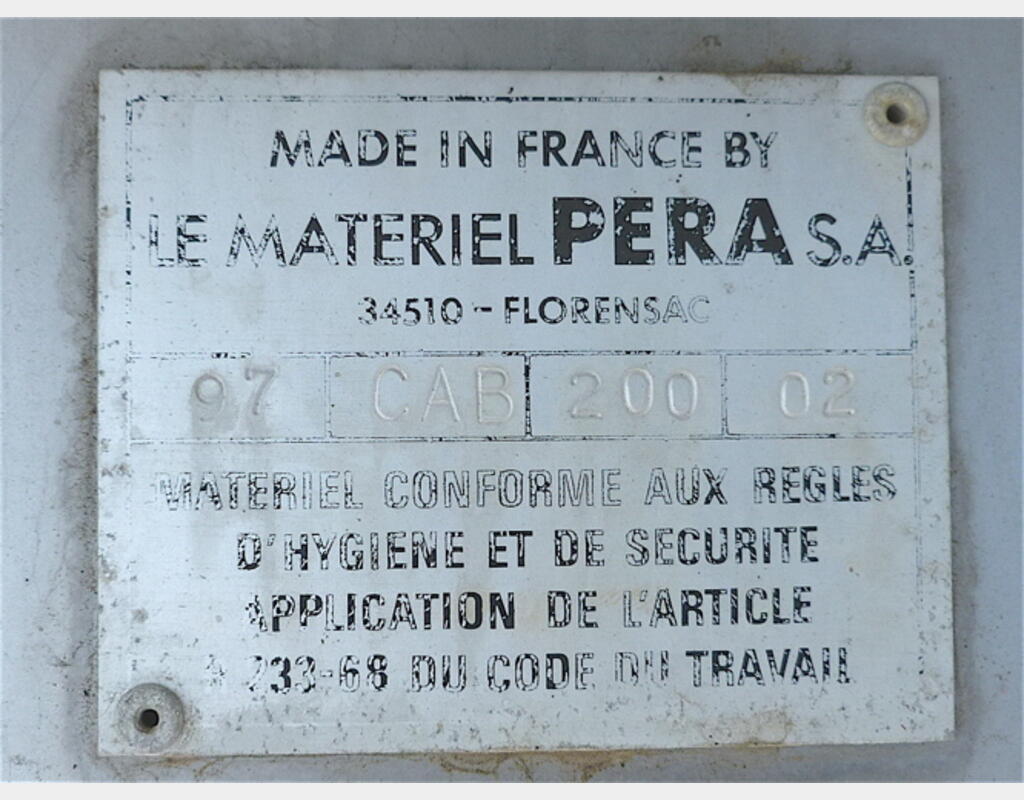 MADE IN FRANCE BY
LE MATERIEL PERA S.A.
34510 - FLORENSAC
97 CAB 200 02
MATERIEL CONFORME AUX REGLES
D'HYGIENE ET DE SECURITE
APPLICATION DE L'ARTICLE
233-68 DU CODE DU TRAVAIL